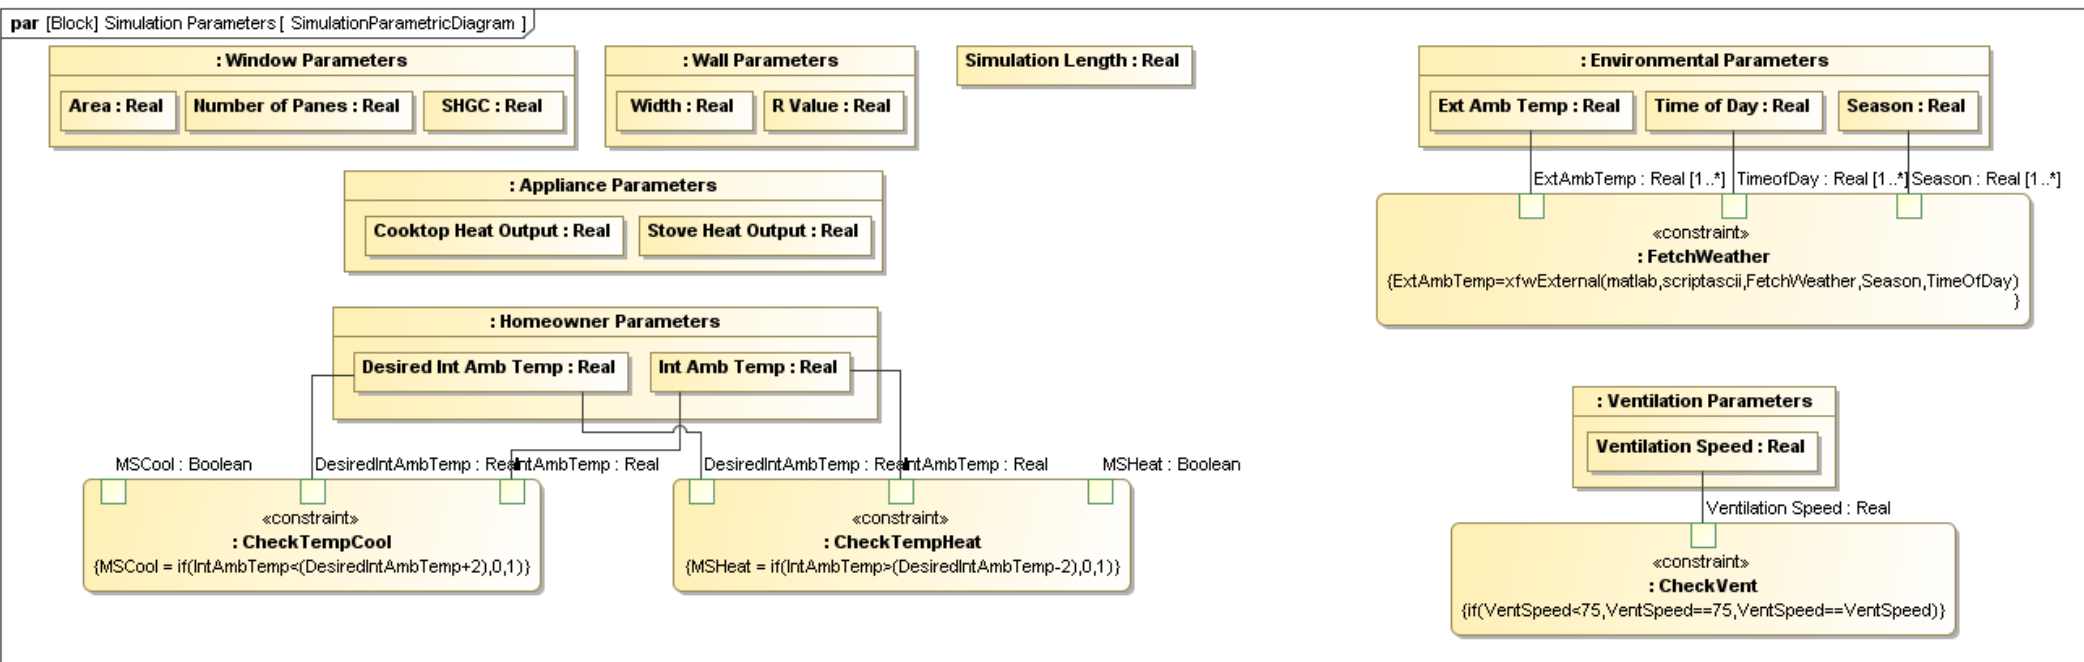 par [Block] Simulation Parameters [ SimulationParametricDiagram ]
: Window Parameters
Area : Real
Number of Panes : Real
SHGC : Real
: Wall Parameters
Width : Real
R Value : Real
Simulation Length : Real
: Environmental Parameters
Ext Amb Temp : Real
Time of Day : Real
Season : Real
ExtAmbTemp : Real [1..*]
TimeofDay : Real [1..*]
Season : Real [1..*]
«constraint»
: FetchWeather
{ExtAmbTemp=xfwExternal(matlab,scriptascii,FetchWeather,Season,TimeOfDay)
}
: Appliance Parameters
Cooktop Heat Output : Real
Stove Heat Output : Real
: Homeowner Parameters
Desired Int Amb Temp : Real
Int Amb Temp : Real
MSCool : Boolean
DesiredIntAmbTemp : Real
IntAmbTemp : Real
«constraint»
: CheckTempCool
{MSCool = if(IntAmbTemp<(DesiredIntAmbTemp+2),0,1)}
DesiredIntAmbTemp : Real
IntAmbTemp : Real
MSHeat : Boolean
«constraint»
: CheckTempHeat
{MSHeat = if(IntAmbTemp>(DesiredIntAmbTemp-2),0,1)}
: Ventilation Parameters
Ventilation Speed : Real
Ventilation Speed : Real
«constraint»
: CheckVent
{if(VentSpeed<75,VentSpeed==75,VentSpeed==VentSpeed)}